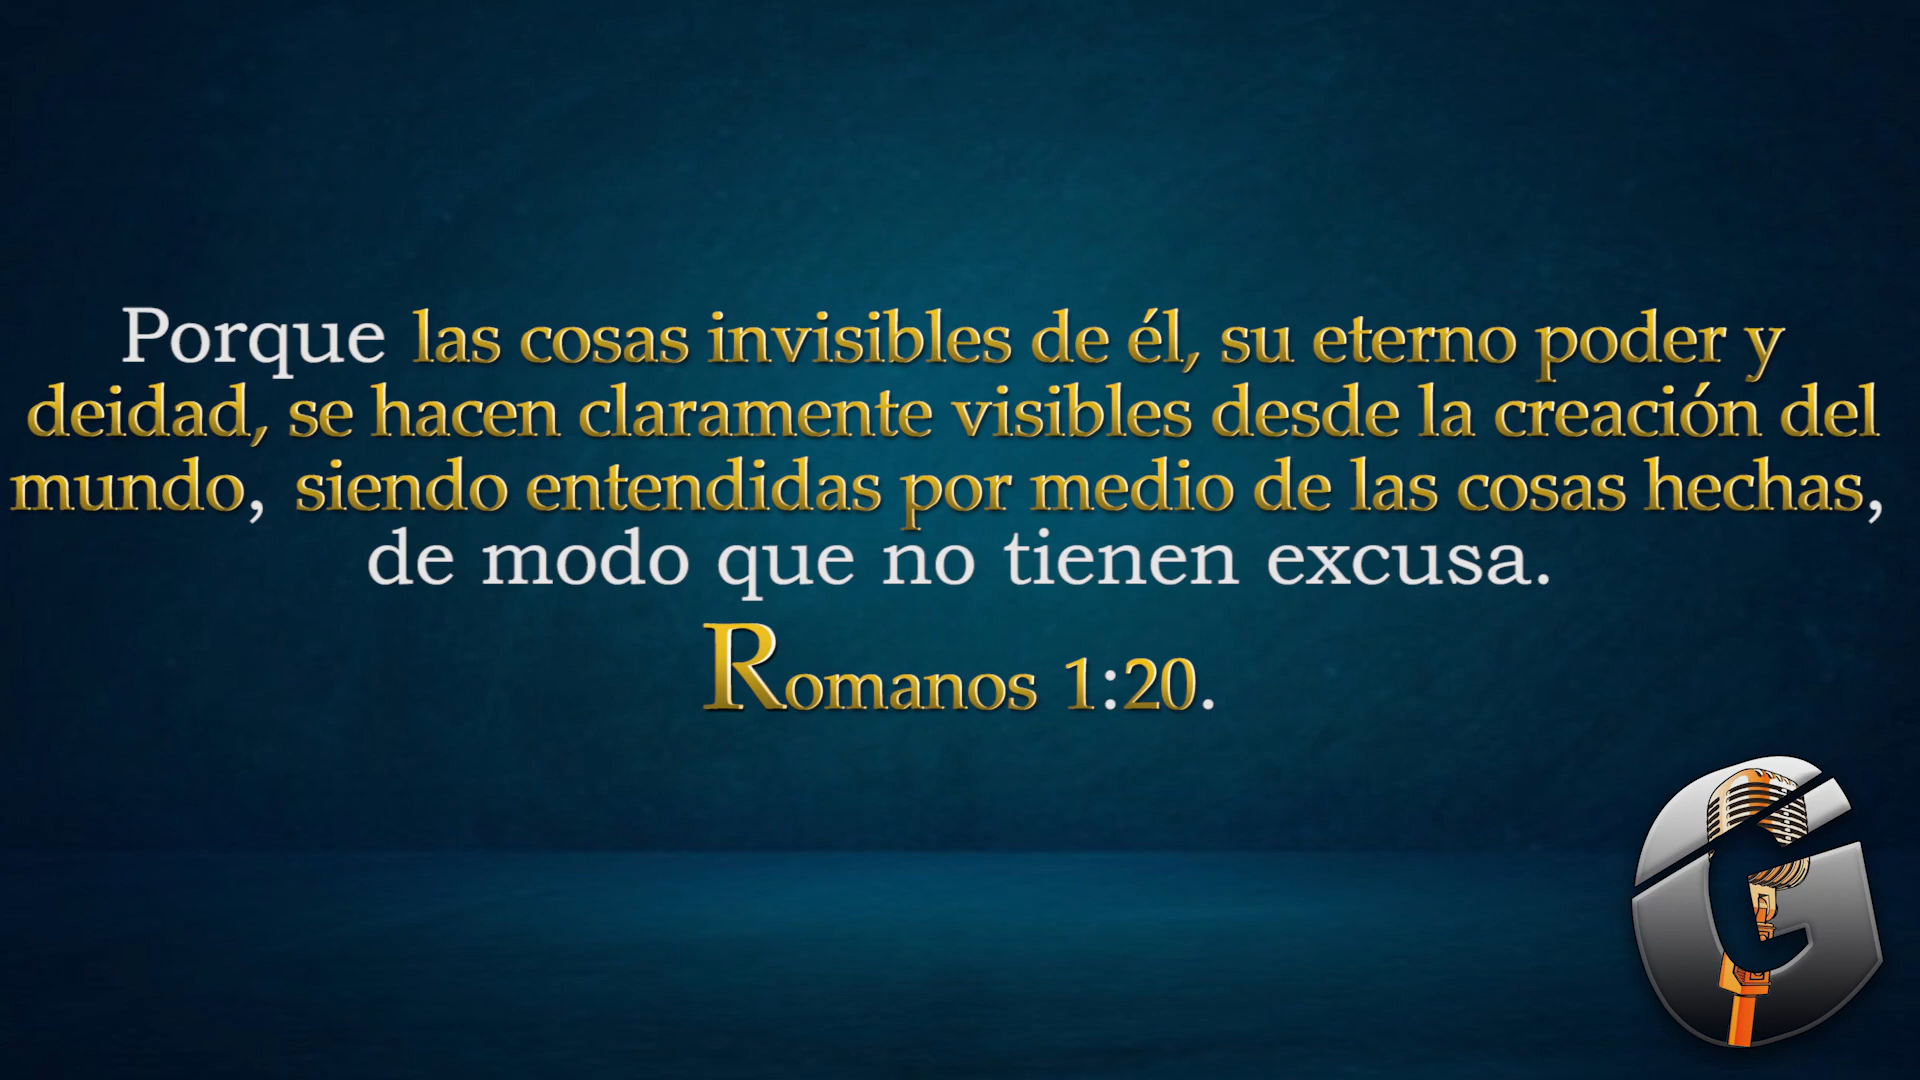 Porque las cosas invisibles de él, su eterno poder y
deidad, se hacen claramente visibles desde la creación del
mundo, siendo entendidas por medio de las cosas hechas,
de modo que no tienen excusa.
Romanos 1:20.
G